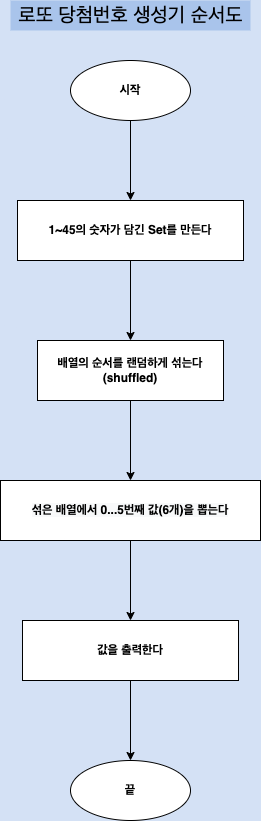 로또 당첨번호 생성기 순서도
시작
1~45의 숫자가 담긴 Set를 만든다
배열의 순서를 랜덤하게 섞는다
(shuffled)
섞은 배열에서 0...5번째 값(6개)을 뽑는다
값을 출력한다
끝